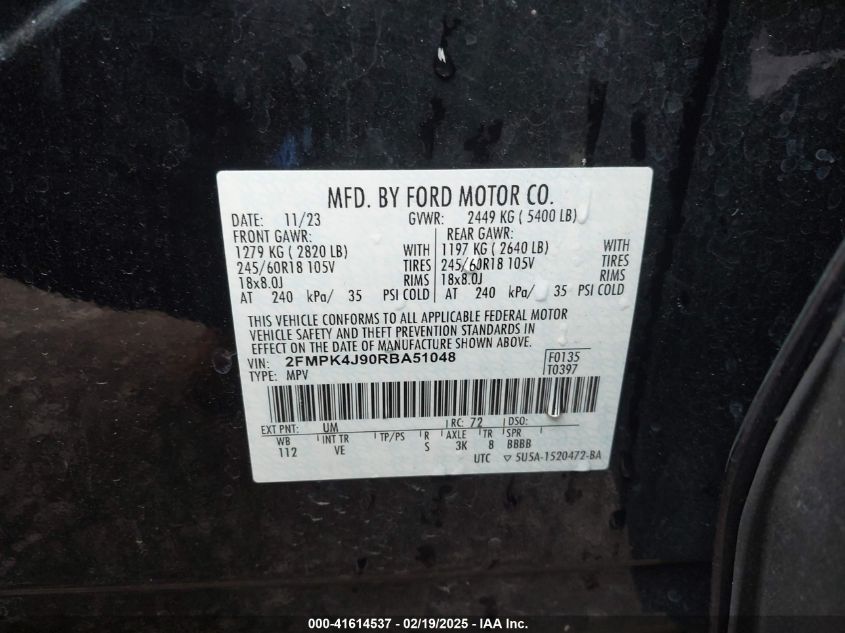 MFD. BY FORD MOTOR CO.
DATE: 11/23 GVWR: 2449 KG ( 5400 LB)
FRONT GAWR: REAR GAWR:
1279 KG ( 2820 LB) WITH 1197 KG ( 2640 LB) WITH
245/60R18 105V TIRES 245/60R18 105V TIRES
18x8.0J RIMS 18x8.0J RIMS
AT 240 kPa/ 35 PSI COLD AT 240 kPa/ 35 PSI COLD
THIS VEHICLE CONFORMS TO ALL APPLICABLE FEDERAL MOTOR
VEHICLE SAFETY AND THEFT PREVENTION STANDARDS IN
EFFECT ON THE DATE OF MANUFACTURE SHOWN ABOVE.
VIN: 2FMPK4J90RBA51048 F0135
TYPE: MPV T0397
EXT PNT: UM RC: 72 DSO:
WB INT TR TP/PS R AXLE TR SPR
112 VE S 3K 8 BBBB
UTC ▽ 5U5A-1520472-BA
000-41614537 - 02/19/2025 - IAA Inc.